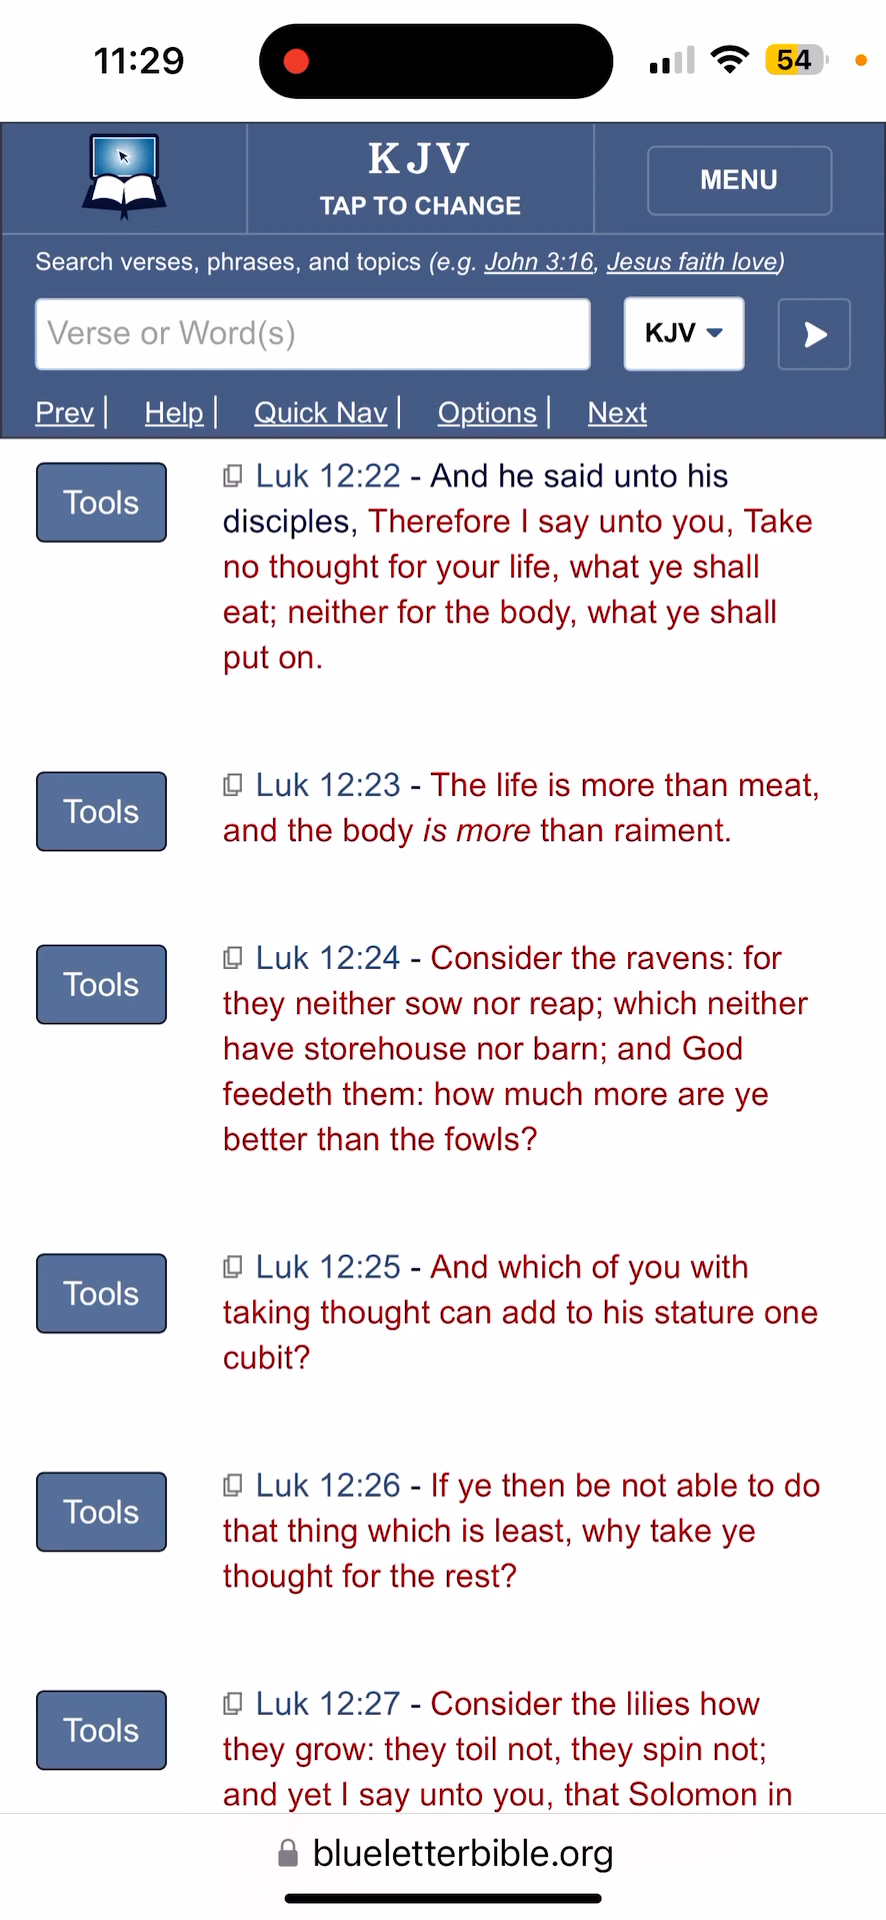 11:29
54
KJV
TAP TO CHANGE
MENU
Search verses, phrases, and topics (e.g. John 3:16, Jesus faith love)
Verse or Word(s)
KJV
Prev | Help | Quick Nav | Options | Next
Tools
Luk 12:22 - And he said unto his
disciples, Therefore I say unto you, Take
no thought for your life, what ye shall
eat; neither for the body, what ye shall
put on.
Tools
Luk 12:23 - The life is more than meat,
and the body is more than raiment.
Tools
Luk 12:24 - Consider the ravens: for
they neither sow nor reap; which neither
have storehouse nor barn; and God
feedeth them: how much more are ye
better than the fowls?
Tools
Luk 12:25 - And which of you with
taking thought can add to his stature one
cubit?
Tools
Luk 12:26 - If ye then be not able to do
that thing which is least, why take ye
thought for the rest?
Tools
Luk 12:27 - Consider the lilies how
they grow: they toil not, they spin not;
and yet I say unto you, that Solomon in
blueletterbible.org